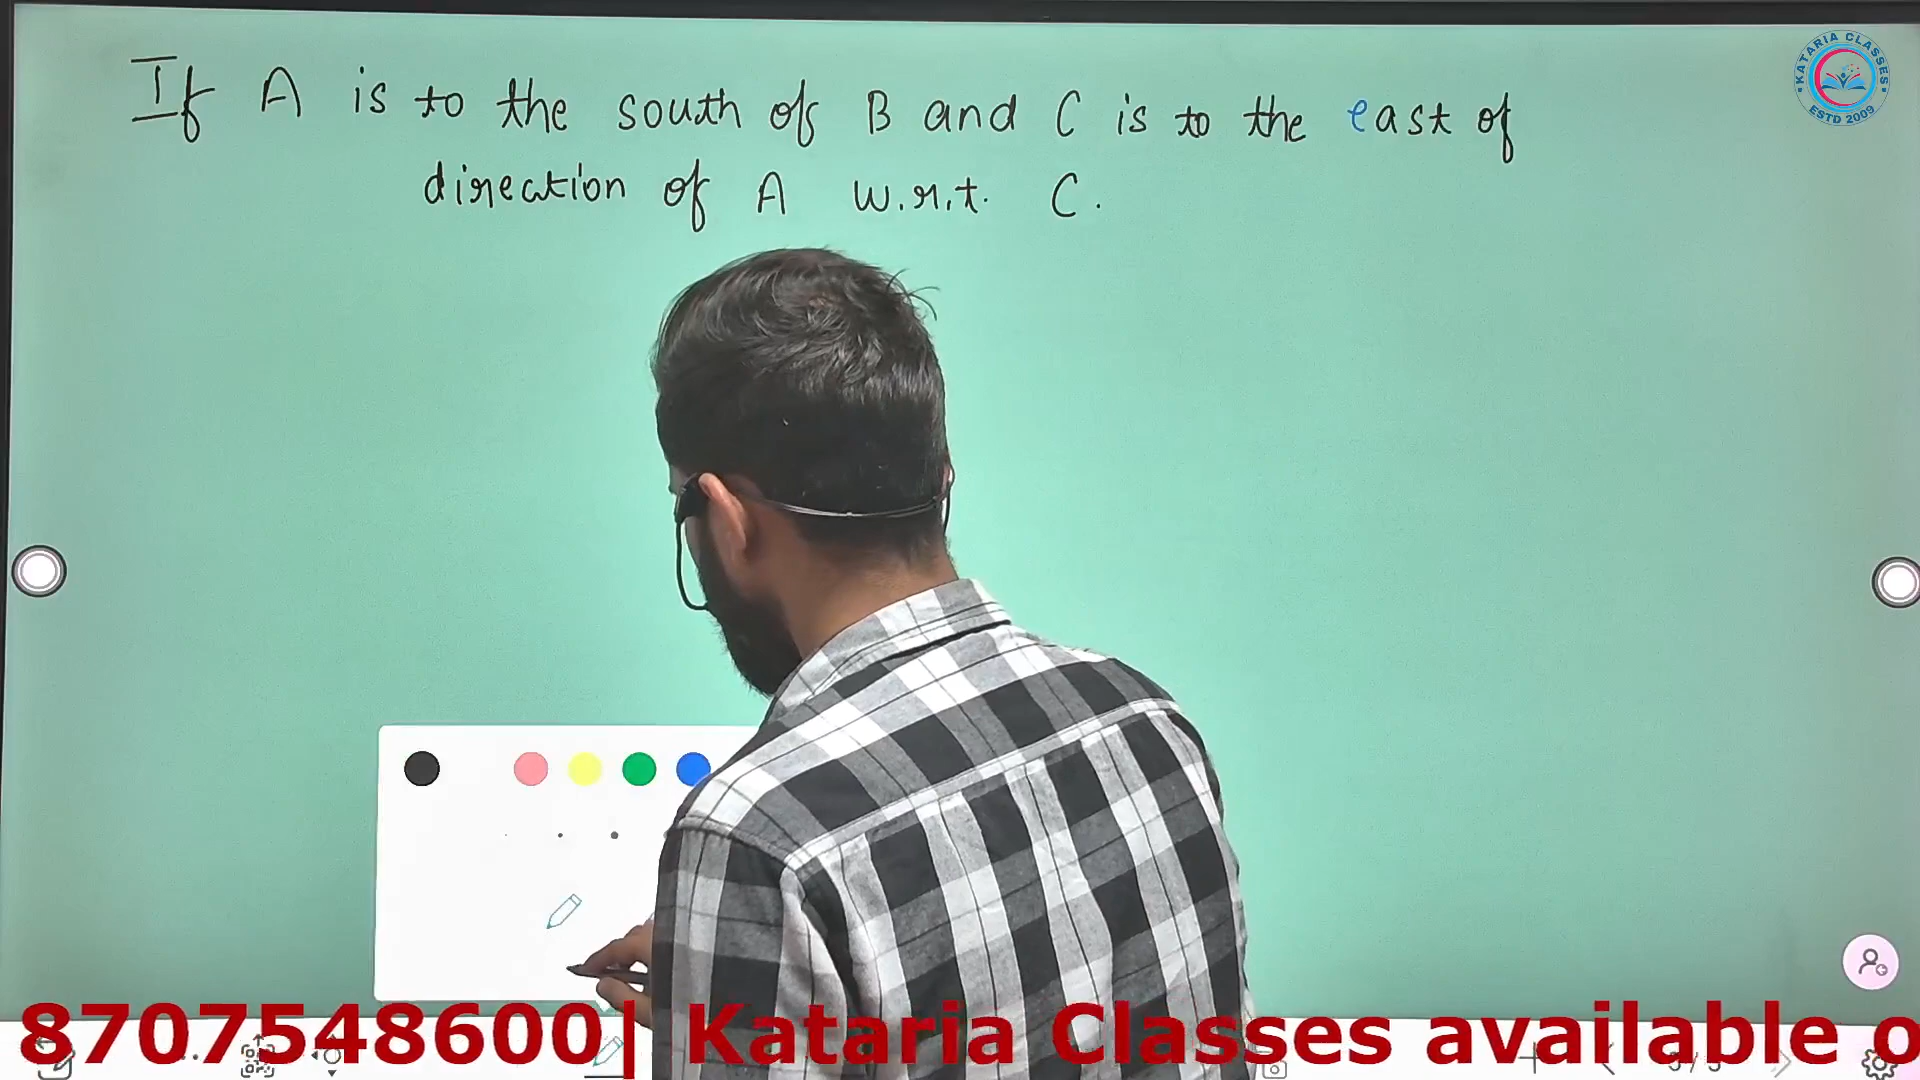 If A is to the south of B and C is to the east of
direction of A w.r.t. C.
KATARIA CLASSES
ESTD 2009
8707548600| Kataria Classes available o